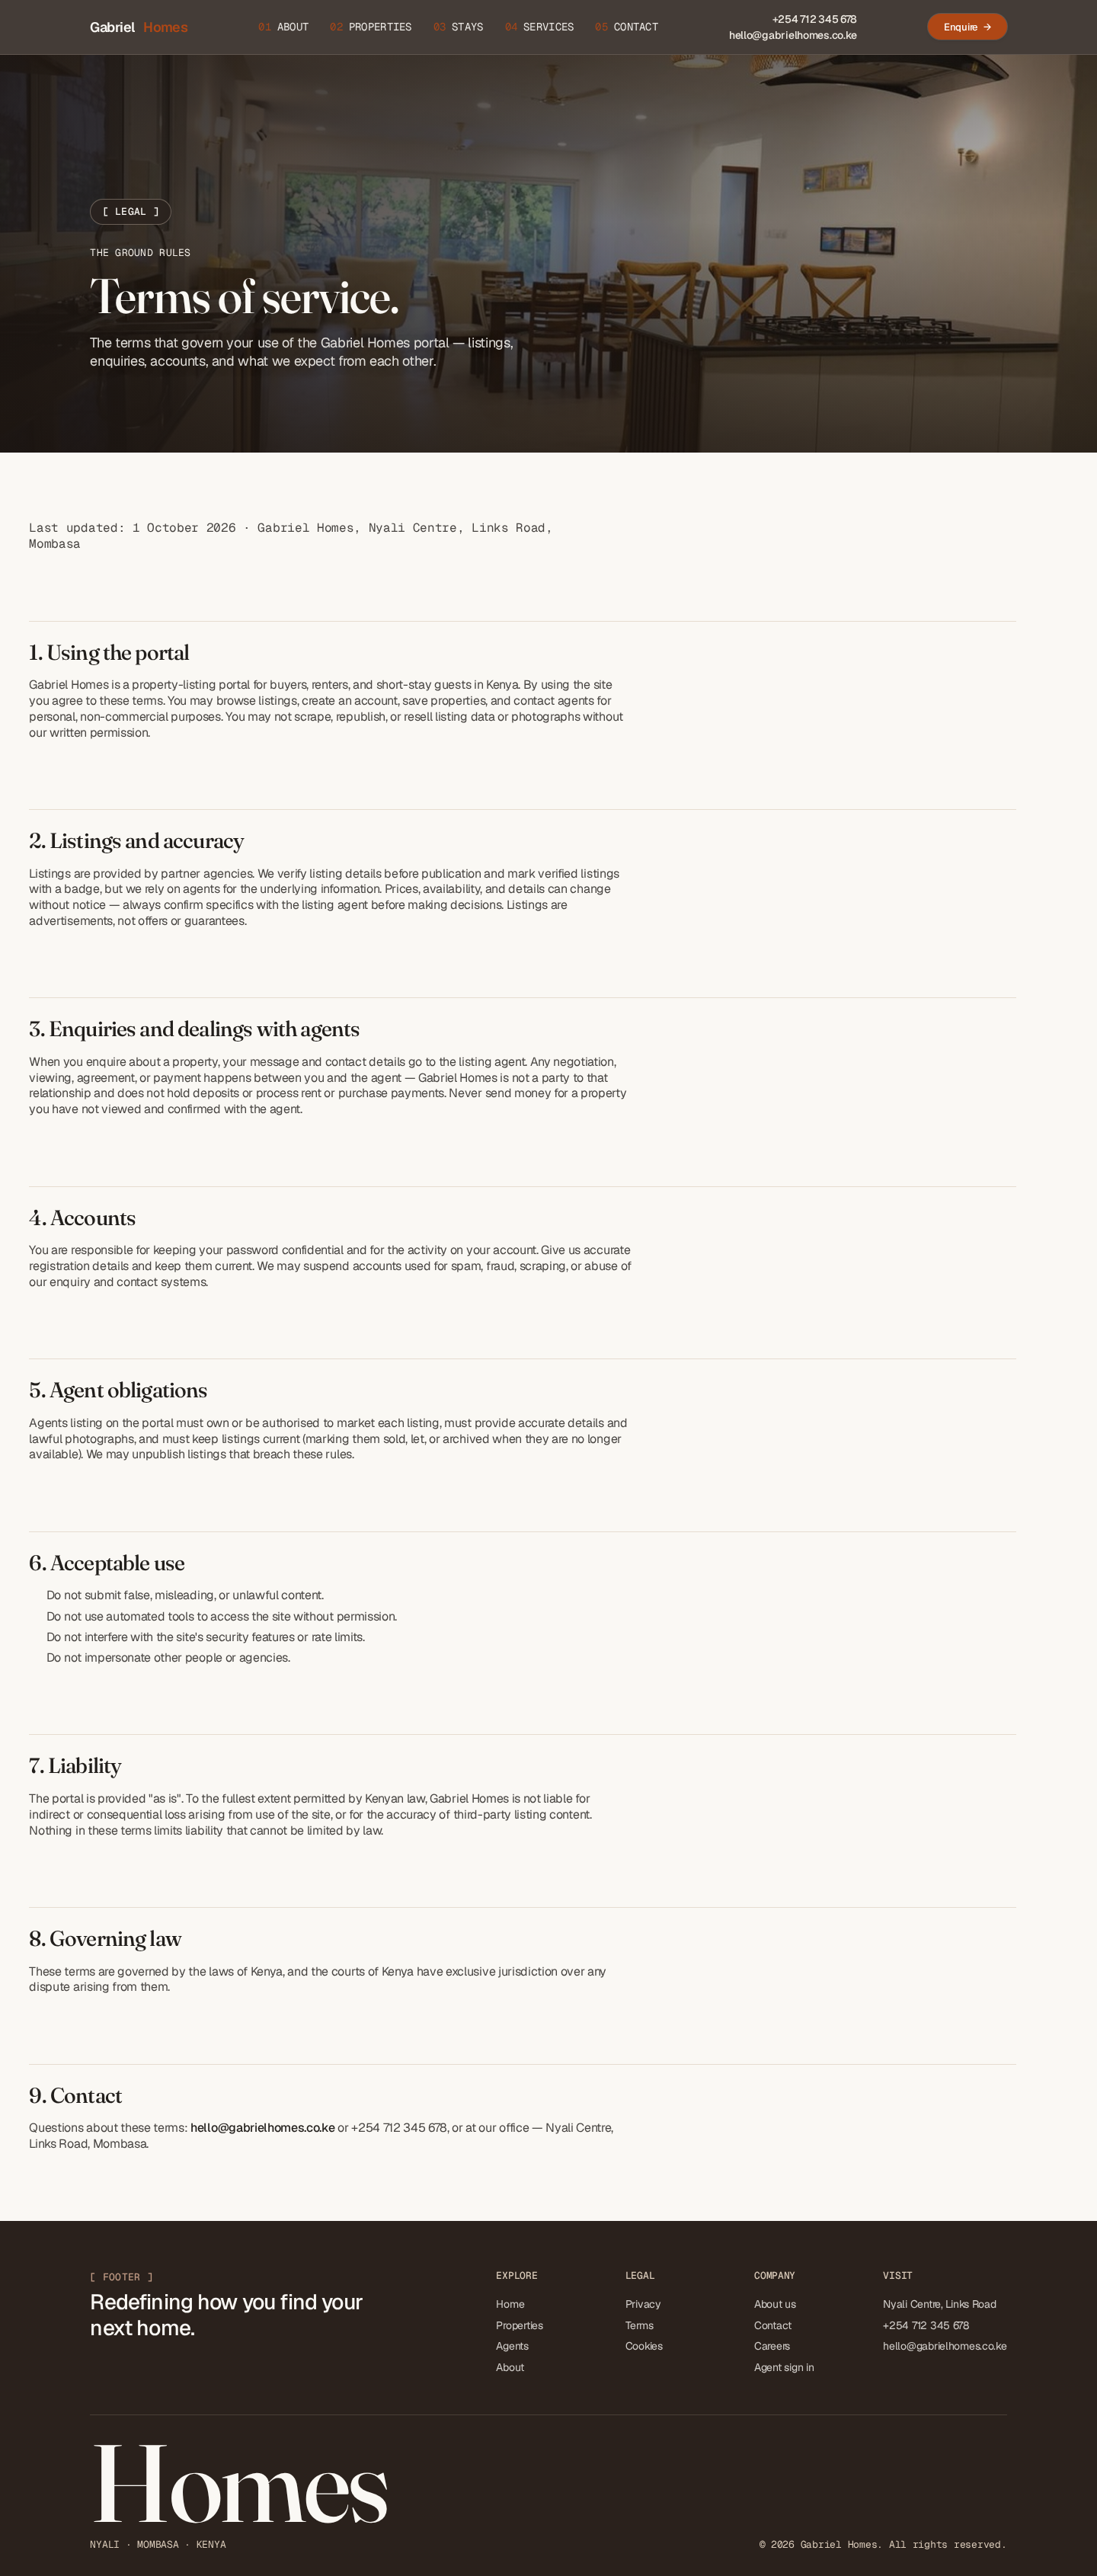 Gabriel Homes
01 ABOUT 02 PROPERTIES 03 STAYS 04 SERVICES 05 CONTACT
+254 712 345 678
hello@gabrielhomes.co.ke
Enquire →
[ LEGAL ]
THE GROUND RULES
Terms of service.
The terms that govern your use of the Gabriel Homes portal — listings,
enquiries, accounts, and what we expect from each other.
Last updated: 1 October 2026 · Gabriel Homes, Nyali Centre, Links Road,
Mombasa
1. Using the portal
Gabriel Homes is a property-listing portal for buyers, renters, and short-stay guests in Kenya. By using the site
you agree to these terms. You may browse listings, create an account, save properties, and contact agents for
personal, non-commercial purposes. You may not scrape, republish, or resell listing data or photographs without
our written permission.
2. Listings and accuracy
Listings are provided by partner agencies. We verify listing details before publication and mark verified listings
with a badge, but we rely on agents for the underlying information. Prices, availability, and details can change
without notice — always confirm specifics with the listing agent before making decisions. Listings are
advertisements, not offers or guarantees.
3. Enquiries and dealings with agents
When you enquire about a property, your message and contact details go to the listing agent. Any negotiation,
viewing, agreement, or payment happens between you and the agent — Gabriel Homes is not a party to that
relationship and does not hold deposits or process rent or purchase payments. Never send money for a property
you have not viewed and confirmed with the agent.
4. Accounts
You are responsible for keeping your password confidential and for the activity on your account. Give us accurate
registration details and keep them current. We may suspend accounts used for spam, fraud, scraping, or abuse of
our enquiry and contact systems.
5. Agent obligations
Agents listing on the portal must own or be authorised to market each listing, must provide accurate details and
lawful photographs, and must keep listings current (marking them sold, let, or archived when they are no longer
available). We may unpublish listings that breach these rules.
6. Acceptable use
Do not submit false, misleading, or unlawful content.
Do not use automated tools to access the site without permission.
Do not interfere with the site's security features or rate limits.
Do not impersonate other people or agencies.
7. Liability
The portal is provided "as is". To the fullest extent permitted by Kenyan law, Gabriel Homes is not liable for
indirect or consequential loss arising from use of the site, or for the accuracy of third-party listing content.
Nothing in these terms limits liability that cannot be limited by law.
8. Governing law
These terms are governed by the laws of Kenya, and the courts of Kenya have exclusive jurisdiction over any
dispute arising from them.
9. Contact
Questions about these terms: hello@gabrielhomes.co.ke or +254 712 345 678, or at our office — Nyali Centre,
Links Road, Mombasa.
[ FOOTER ]
Redefining how you find your
next home.
EXPLORE
Home
Properties
Agents
About
LEGAL
Privacy
Terms
Cookies
COMPANY
About us
Contact
Careers
Agent sign in
VISIT
Nyali Centre, Links Road
+254 712 345 678
hello@gabrielhomes.co.ke
Homes
NYALI · MOMBASA · KENYA
© 2026 Gabriel Homes. All rights reserved.